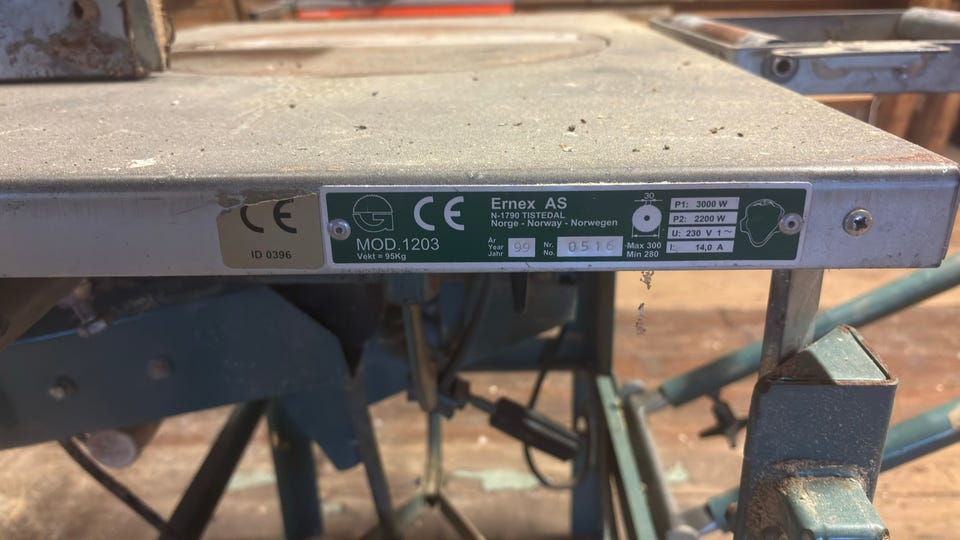 CE
ID 0396
G CE
MOD.1203
Vekt = 95Kg
Ernex AS
N-1790 TISTEDAL
Norge - Norway - Norwegen
År
Year
Jahr
99
Nr.
No.
0516
30
Max 300
Min 280
P1: 3000 W
P2: 2200 W
U: 230 V 1~
I: 14,0 A